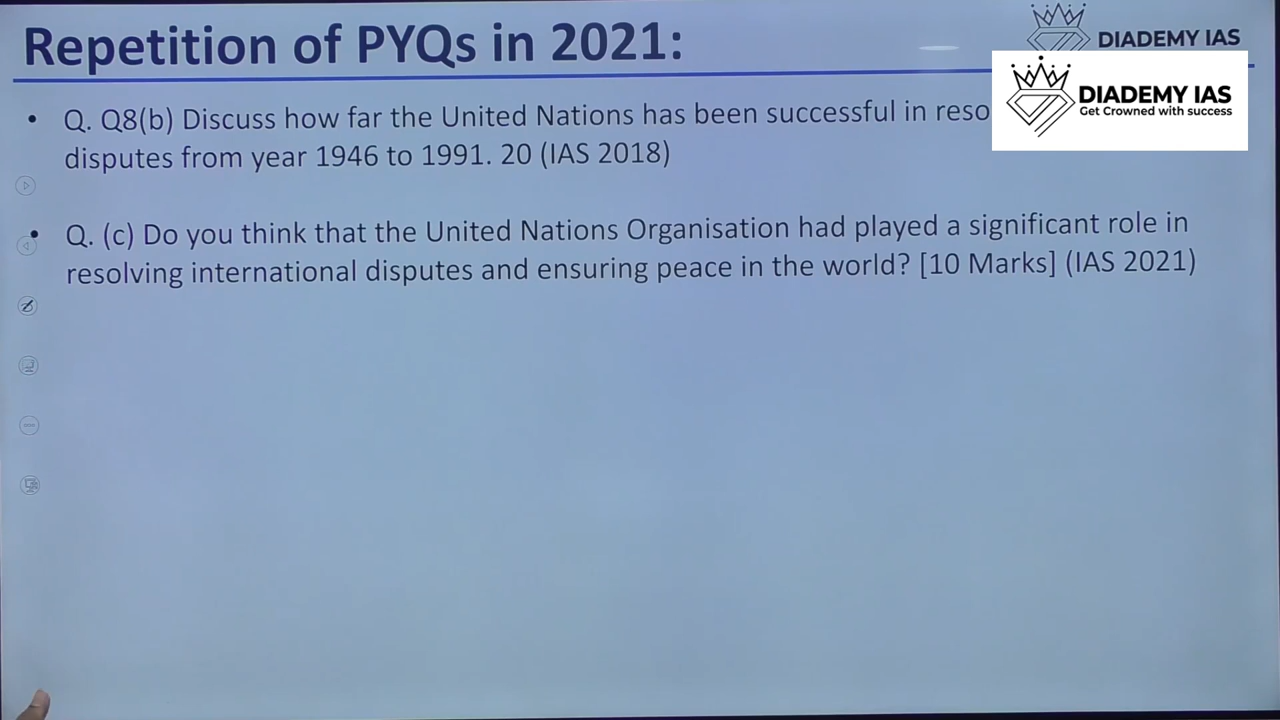 Repetition of PYQs in 2021:
DIADEMY IAS
DIADEMY IAS
Get Crowned with success
• Q. Q8(b) Discuss how far the United Nations has been successful in
disputes from year 1946 to 1991. 20 (IAS 2018)
• Q. (c) Do you think that the United Nations Organisation had played a significant role in
resolving international disputes and ensuring peace in the world? [10 Marks] (IAS 2021)